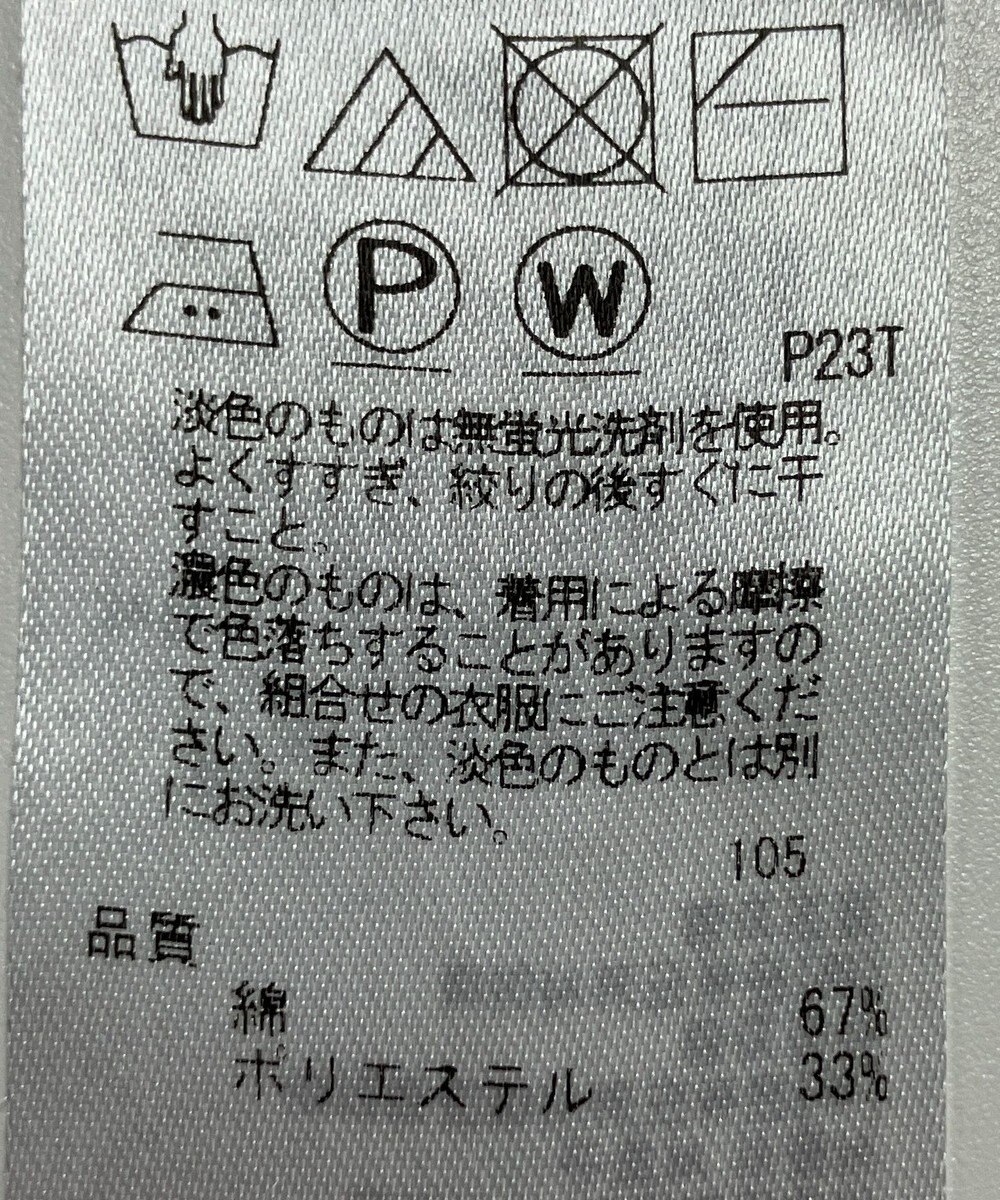 P W
P23T
淡色のものは無蛍光洗剤を使用。
よくすすぎ、絞りの後すぐに干
すこと。
濃色のものは、着用による摩擦
で色落ちすることがありますの
で、組合せの衣服にご注意くだ
さい。また、淡色のものとは別
にお洗い下さい。
105
品質
綿 67%
ポリエステル 33%